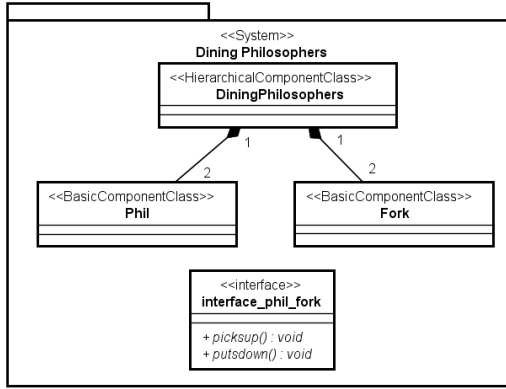 <<System>>
Dining Philosophers
<<HierarchicalComponentClass>>
DiningPhilosophers
1
1
2
2
<<BasicComponentClass>>
Phil
<<BasicComponentClass>>
Fork
<<interface>>
interface_phil_fork
+ picksup() : void
+ putsdown() : void